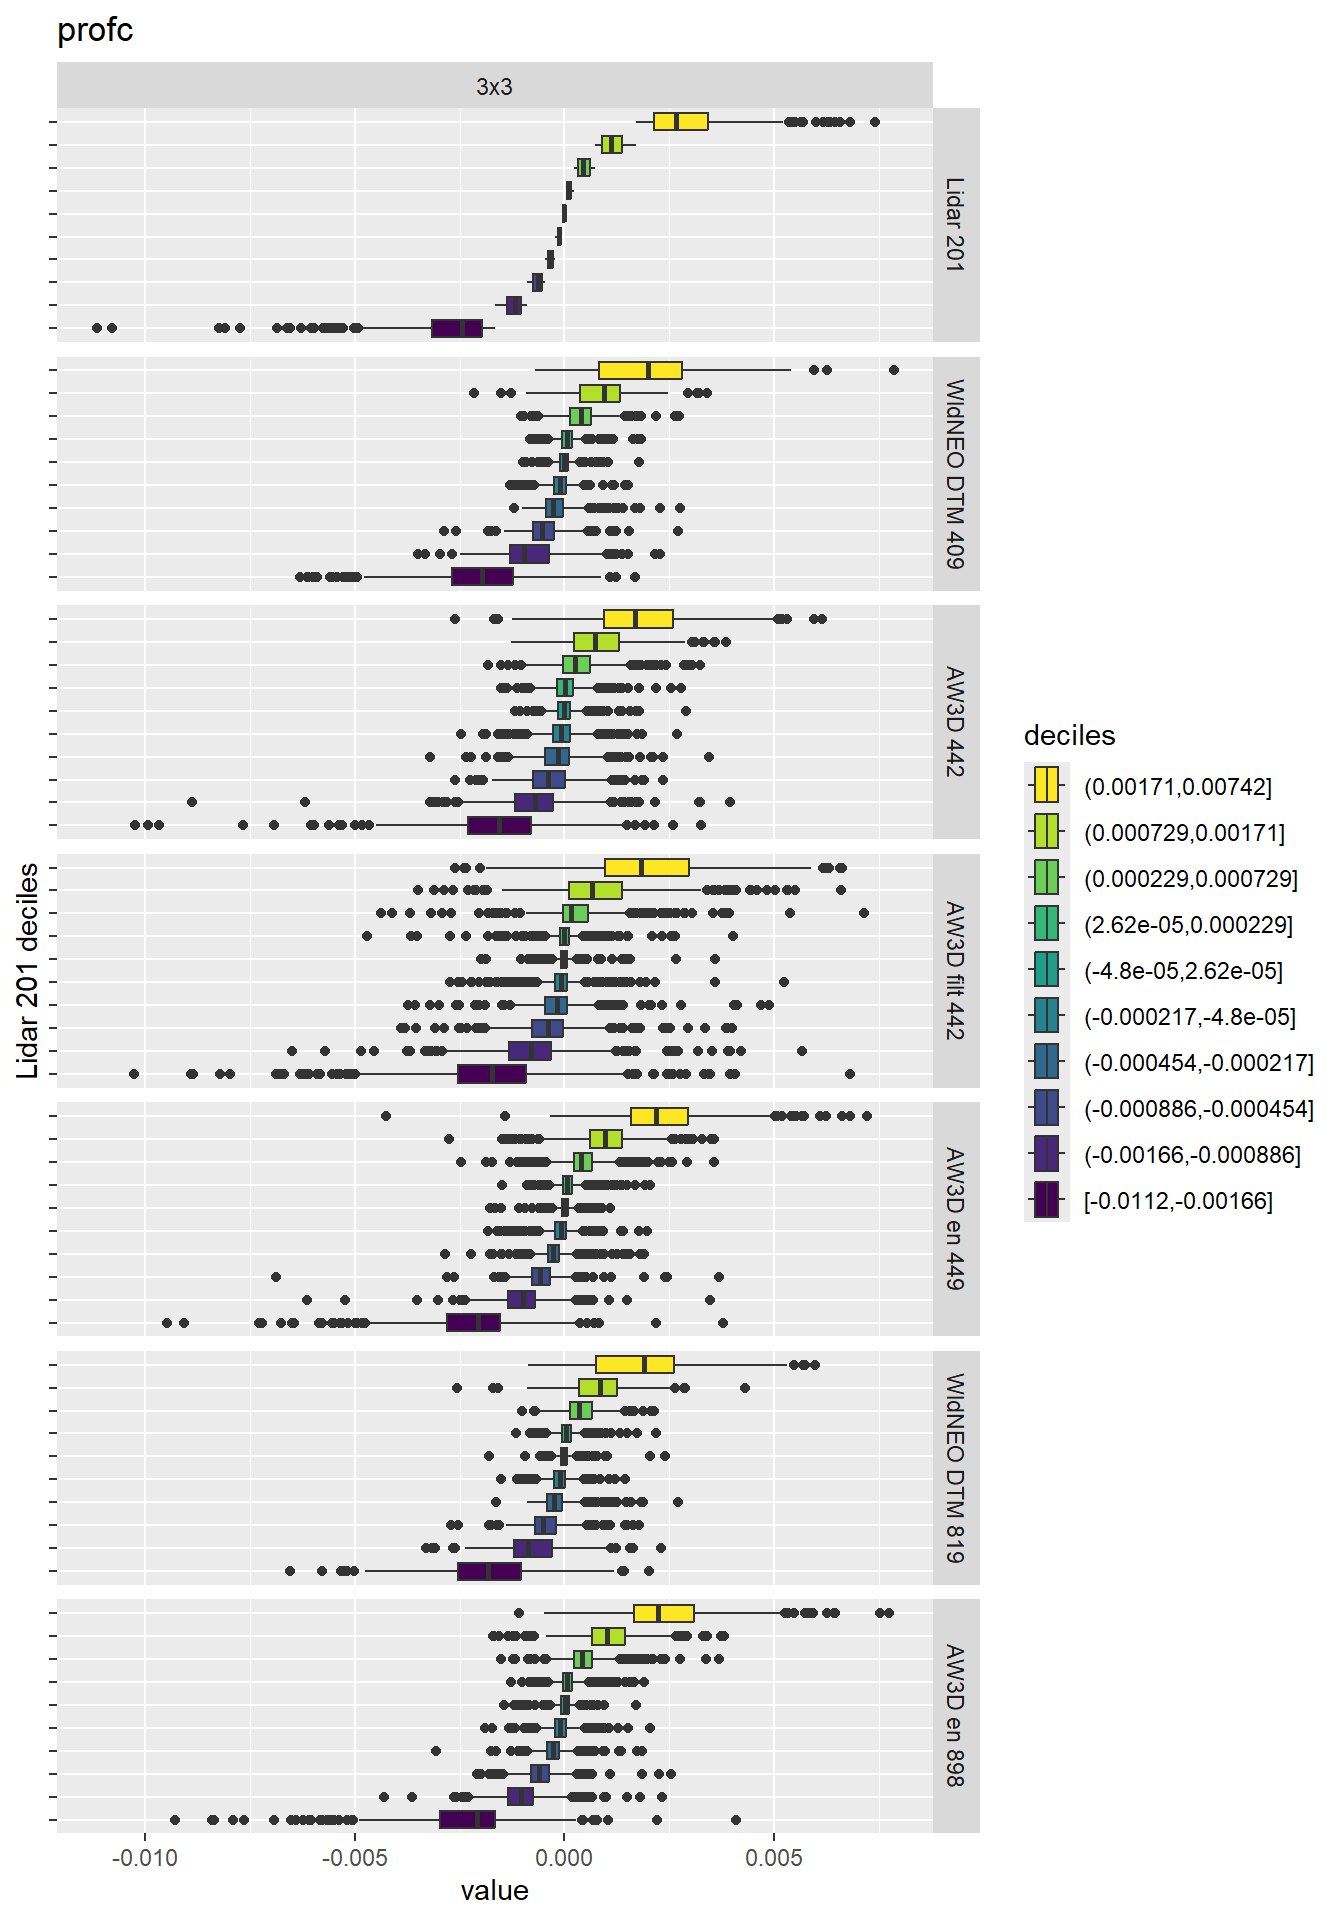 profc
3x3
Lidar 201
WldNEO DTM 409
AW3D 442
AW3D filt 442
AW3D en 449
WldNEO DTM 819
AW3D en 898
Lidar 201 deciles
-0.010
-0.005
0.000
0.005
value
deciles
(0.00171,0.00742]
(0.000729,0.00171]
(0.000229,0.000729]
(2.62e-05,0.000229]
(-4.8e-05,2.62e-05]
(-0.000217,-4.8e-05]
(-0.000454,-0.000217]
(-0.000886,-0.000454]
(-0.00166,-0.000886]
[-0.0112,-0.00166]